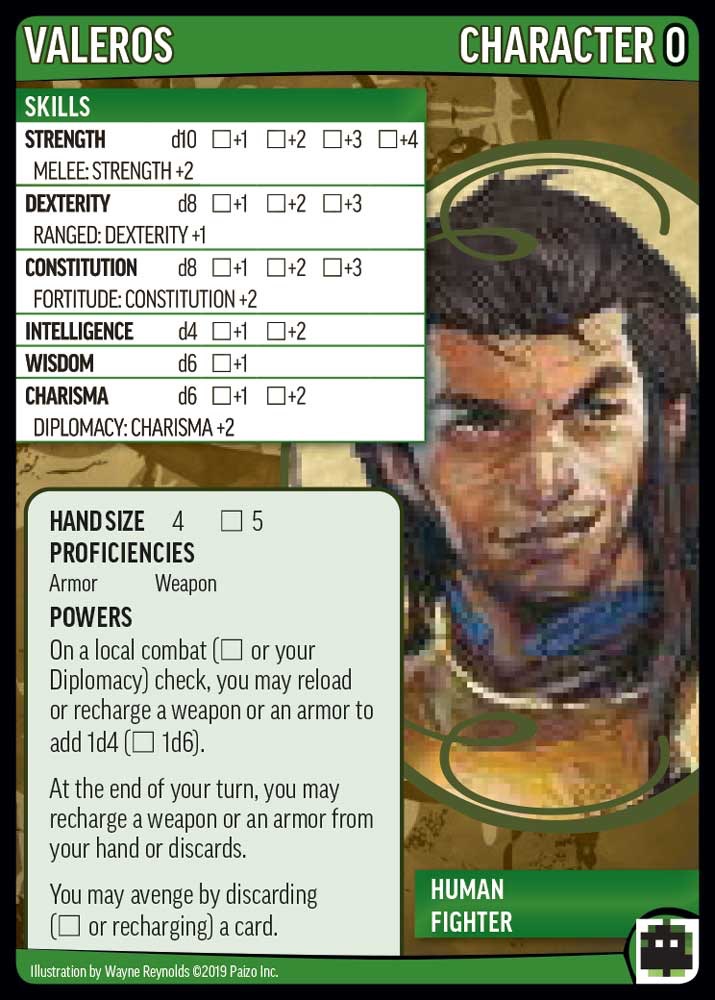 VALEROS CHARACTER 0
SKILLS
STRENGTH d10 ☐+1 ☐+2 ☐+3 ☐+4
MELEE: STRENGTH +2
DEXTERITY d8 ☐+1 ☐+2 ☐+3
RANGED: DEXTERITY +1
CONSTITUTION d8 ☐+1 ☐+2 ☐+3
FORTITUDE: CONSTITUTION +2
INTELLIGENCE d4 ☐+1 ☐+2
WISDOM d6 ☐+1
CHARISMA d6 ☐+1 ☐+2
DIPLOMACY: CHARISMA +2
HAND SIZE 4 ☐ 5
PROFICIENCIES
Armor Weapon
POWERS
On a local combat (☐ or your
Diplomacy) check, you may reload
or recharge a weapon or an armor to
add 1d4 (☐ 1d6).
At the end of your turn, you may
recharge a weapon or an armor from
your hand or discards.
You may avenge by discarding
(☐ or recharging) a card.
HUMAN
FIGHTER
Illustration by Wayne Reynolds ©2019 Paizo Inc.